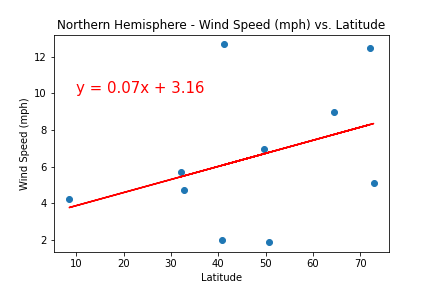 Northern Hemisphere - Wind Speed (mph) vs. Latitude
12
10
8
6
4
2
Wind Speed (mph)
y = 0.07x + 3.16
10 20 30 40 50 60 70
Latitude